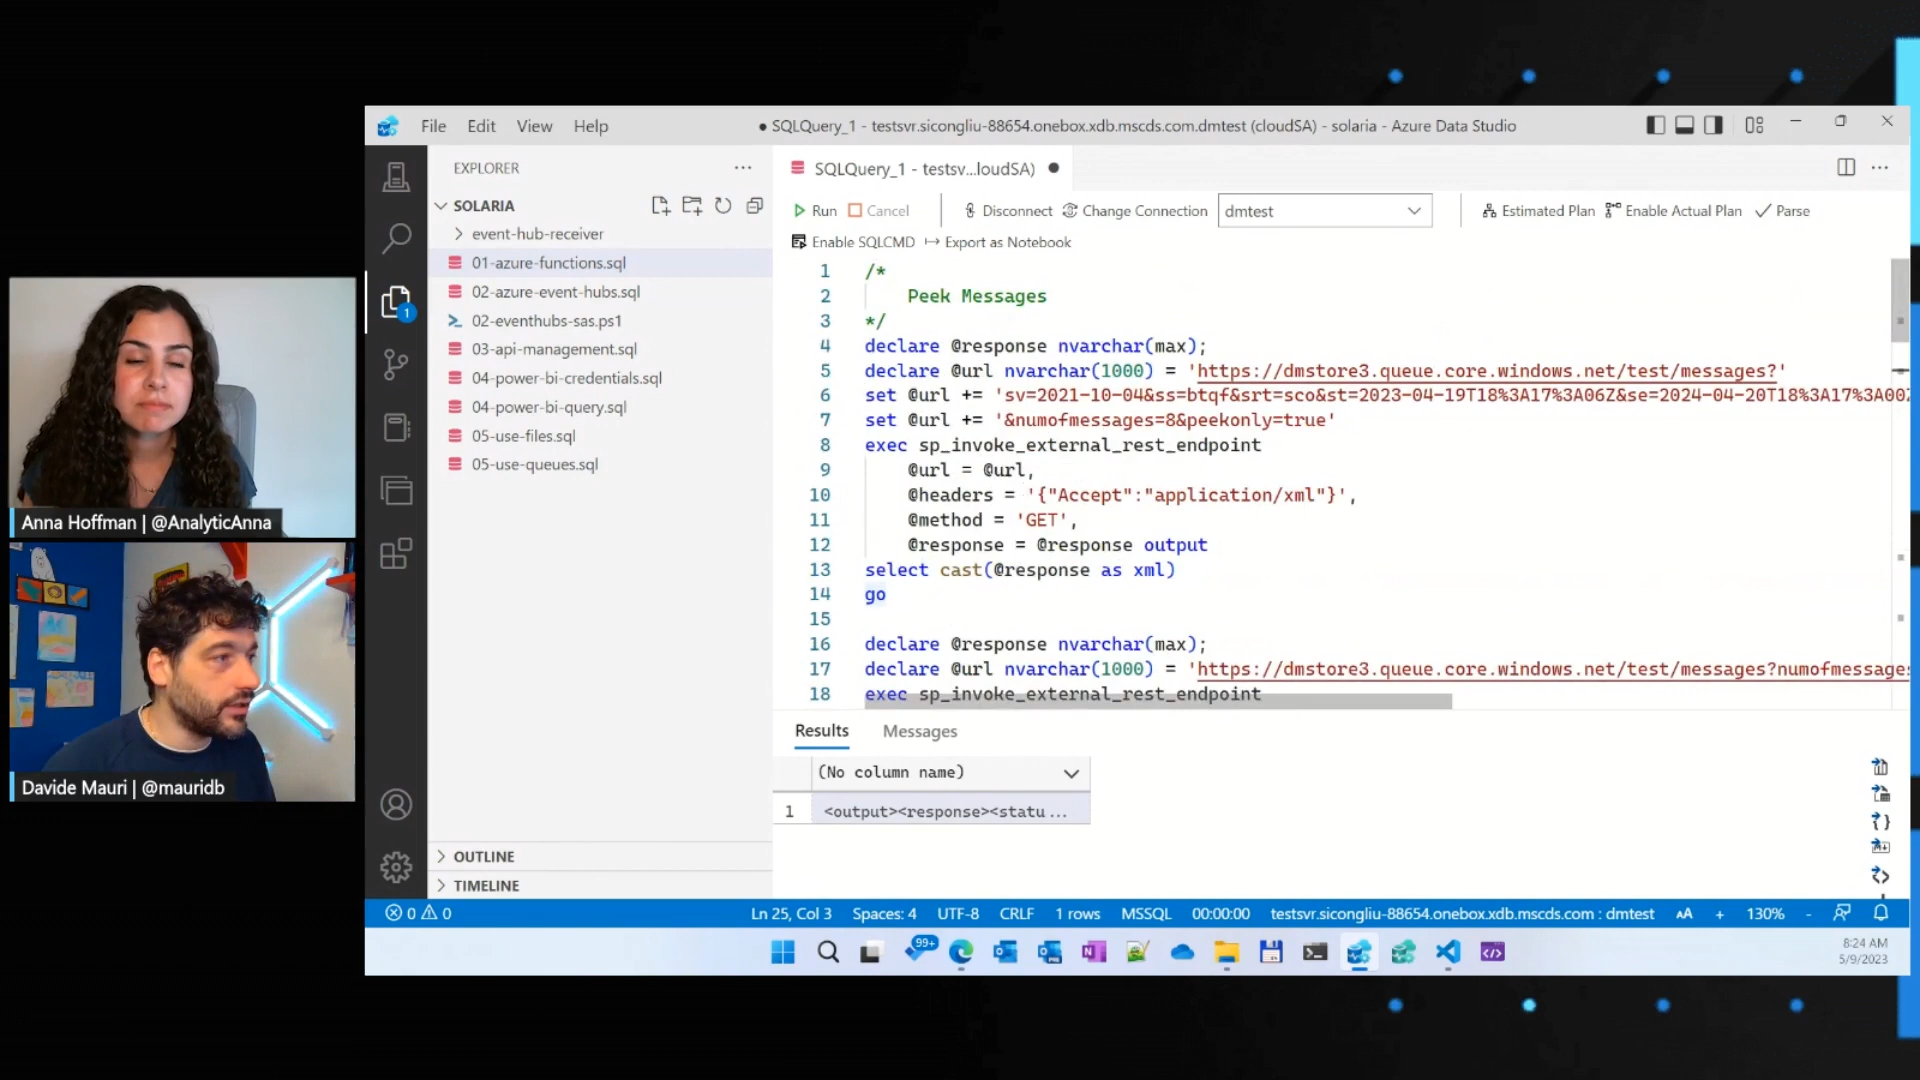 File Edit View Help
● SQLQuery_1 - testsvr.sicongliu-88654.onebox.xdb.mscds.com.dmtest (cloudSA) - solaria - Azure Data Studio
EXPLORER
SOLARIA
event-hub-receiver
01-azure-functions.sql
02-azure-event-hubs.sql
02-eventhubs-sas.ps1
03-api-management.sql
04-power-bi-credentials.sql
04-power-bi-query.sql
05-use-files.sql
05-use-queues.sql
OUTLINE
TIMELINE
1
SQLQuery_1 - testsv...loudSA) ●
Run Cancel Disconnect Change Connection dmtest Estimated Plan Enable Actual Plan Parse
Enable SQLCMD Export as Notebook
1 /*
2 Peek Messages
3 */
4 declare @response nvarchar(max);
5 declare @url nvarchar(1000) = 'https://dmstore3.queue.core.windows.net/test/messages?'
6 set @url += 'sv=2021-10-04&ss=btqf&srt=sco&st=2023-04-19T18%3A17%3A06Z&se=2024-04-20T18%3A17%3A00Z
7 set @url += '&numofmessages=8&peekonly=true'
8 exec sp_invoke_external_rest_endpoint
9 @url = @url,
10 @headers = '{"Accept":"application/xml"}',
11 @method = 'GET',
12 @response = @response output
13 select cast(@response as xml)
14 go
15
16 declare @response nvarchar(max);
17 declare @url nvarchar(1000) = 'https://dmstore3.queue.core.windows.net/test/messages?numofmessages
18 exec sp_invoke_external_rest_endpoint
Results Messages
(No column name)
1 <output><response><statu...
0 0
Ln 25, Col 3 Spaces: 4 UTF-8 CRLF 1 rows MSSQL 00:00:00 testsvr.sicongliu-88654.onebox.xdb.mscds.com : dmtest AA + 130% -
99+
8:24 AM
5/9/2023
Anna Hoffman | @AnalyticAnna
Davide Mauri | @mauridb